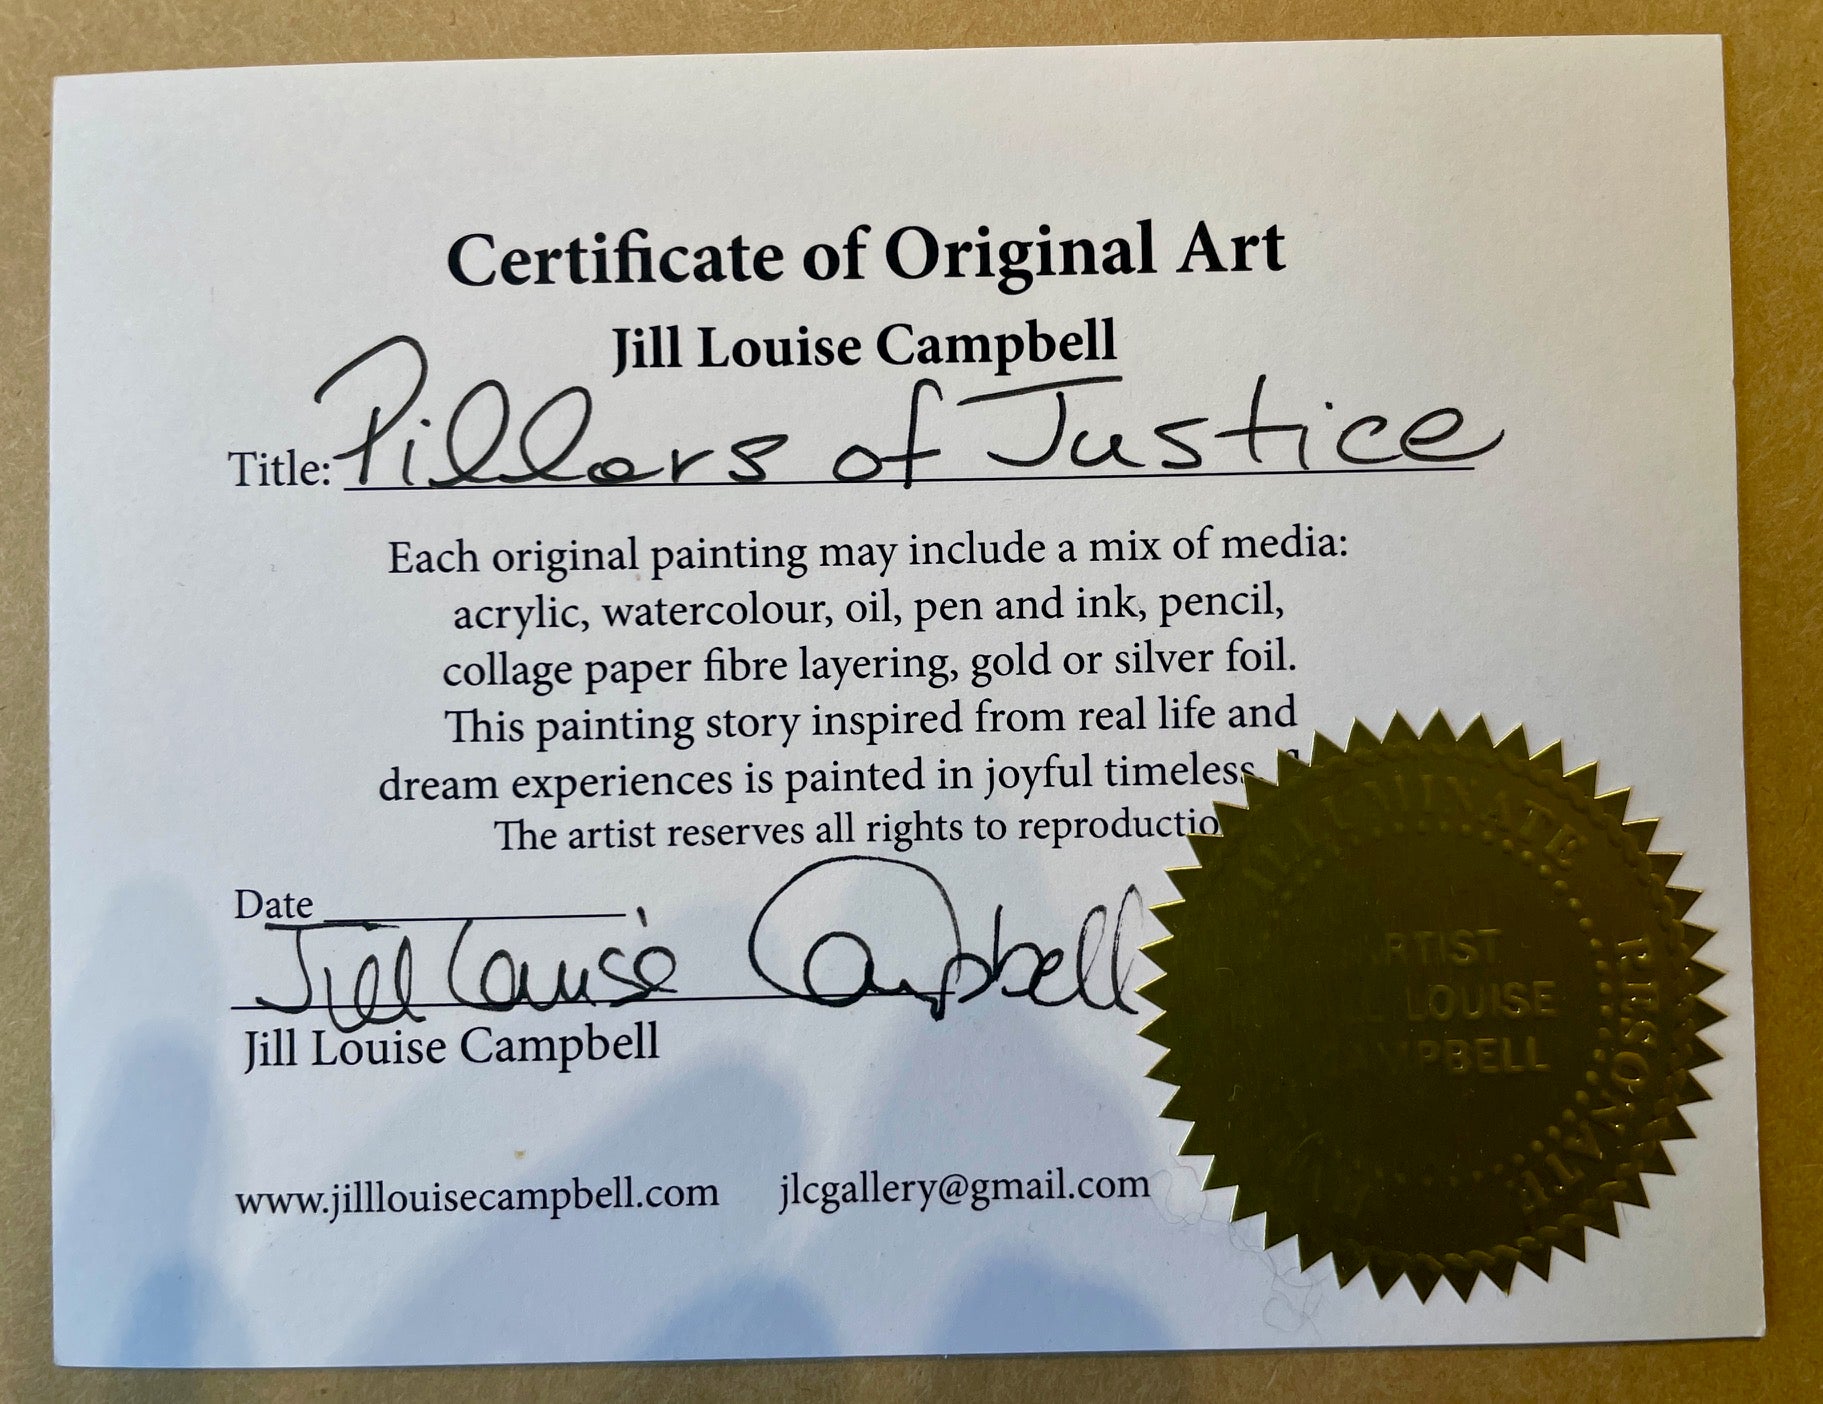 Certificate of Original Art
Jill Louise Campbell
Title: Pillars of Justice
Each original painting may include a mix of media:
acrylic, watercolour, oil, pen and ink, pencil,
collage paper fibre layering, gold or silver foil.
This painting story inspired from real life and
dream experiences is painted in joyful timeless
The artist reserves all rights to
Date
Jill Louise Campbell
Jill Louise Campbell
www.jilllouisecampbell.com jlcgallery@gmail.com
ILLUMINATE
RESONATE
ARTIST
LOUISE
CAMPBELL